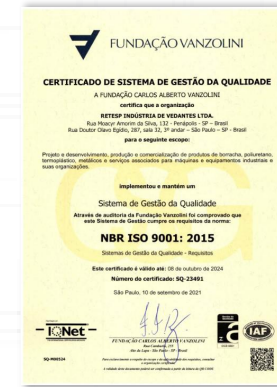 FUNDAÇÃO VANZOLINI
CERTIFICADO DE SISTEMA DE GESTÃO DA QUALIDADE
A FUNDAÇÃO CARLOS ALBERTO VANZOLINI
certifica que a organização
RETESP INDÚSTRIA DE VEDANTES LTDA.
Rua Moacyr Amorim da Silva, 132 - Penápolis - SP – Brasil
Rua Doutor Olavo Egídio, 287, sala 32, 3º andar – São Paulo – SP - Brasil
para o seguinte escopo:
Projeto e desenvolvimento, produção e comercialização de produtos de borracha, poliuretano,
termoplástico, metálicos e serviços associados para máquinas e equipamentos industriais e
suas organizações.
implementou e mantém um
Sistema de Gestão da Qualidade
Através de auditoria da Fundação Vanzolini foi comprovado que
este Sistema de Gestão cumpre os requisitos da norma:
NBR ISO 9001: 2015
Sistemas de Gestão da Qualidade - Requisitos
Este certificado é válido até: 08 de outubro de 2024
Número do certificado: SQ-23491
São Paulo, 10 de setembro de 2021
IQNet
FUNDAÇÃO CARLOS ALBERTO VANZOLINI
IAF